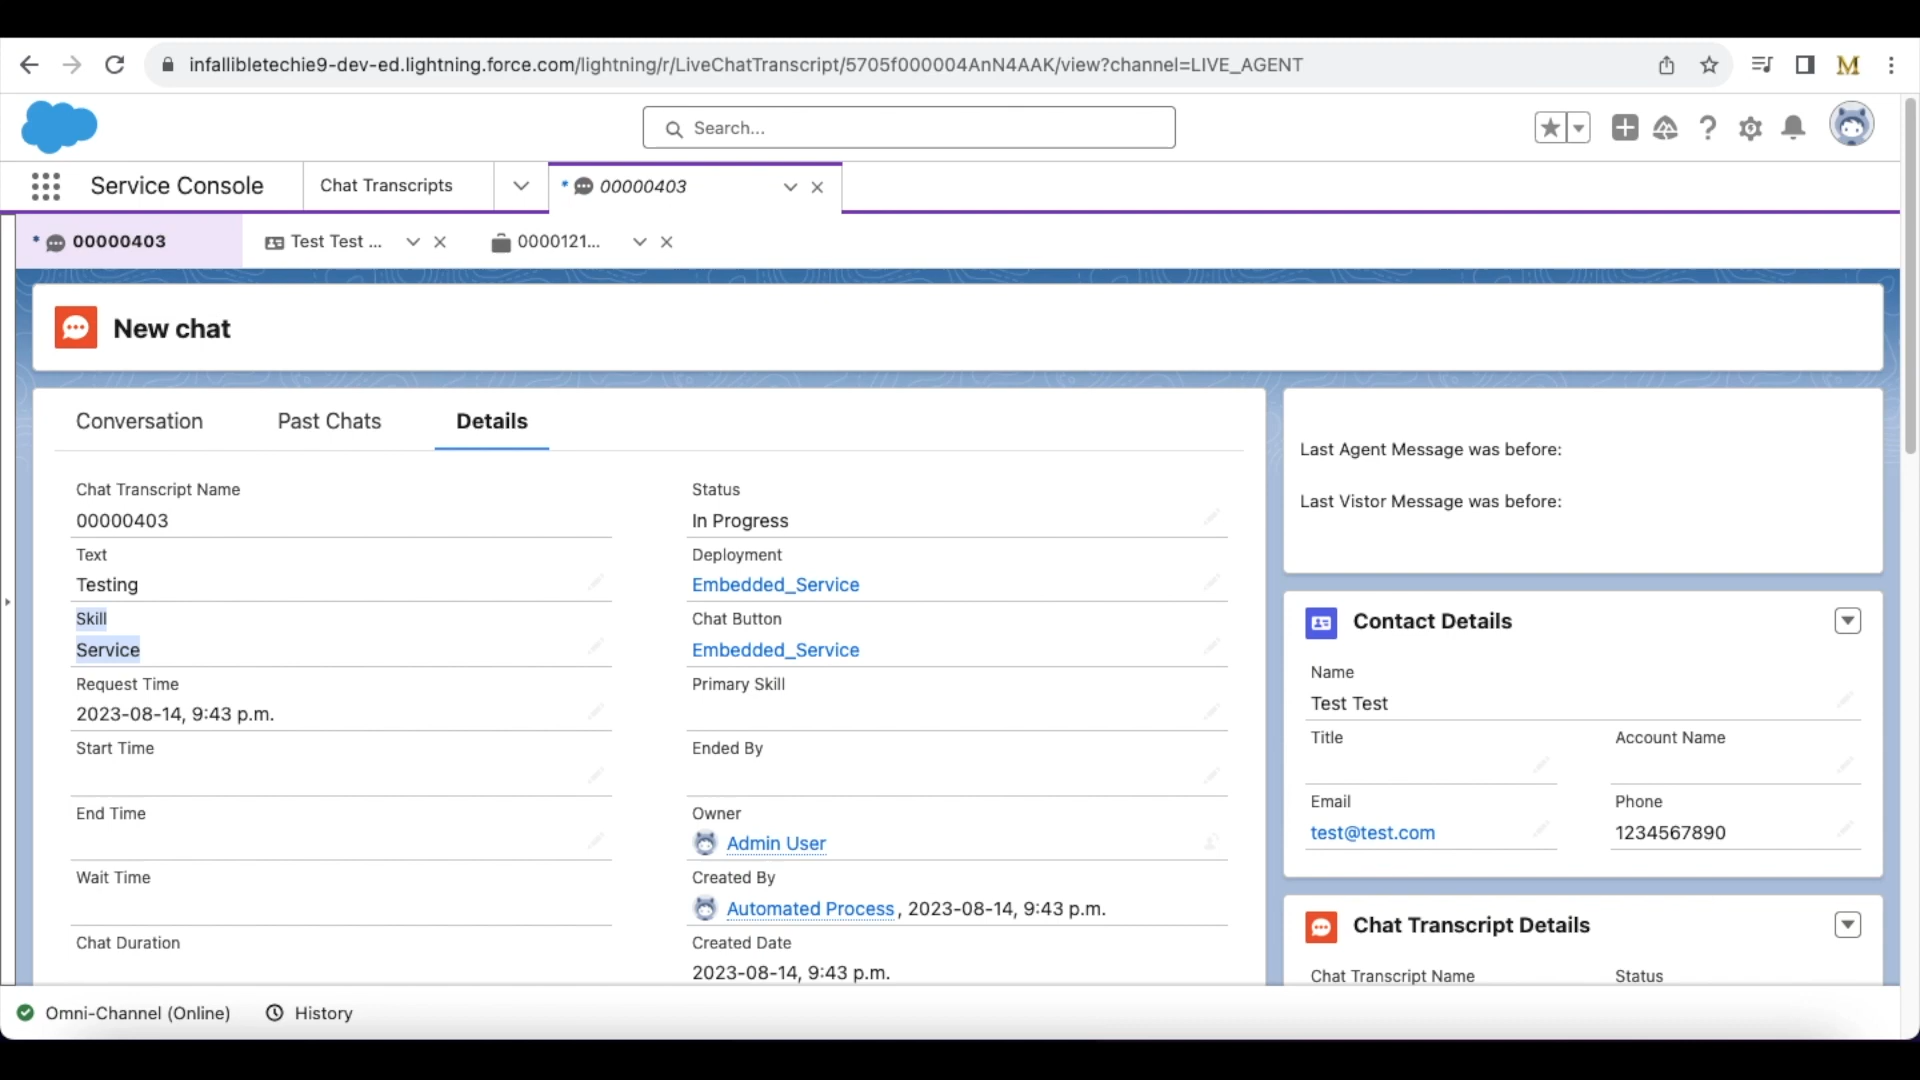 infallibletechie9-dev-ed.lightning.force.com/lightning/r/LiveChatTranscript/5705f000004AnN4AAK/view?channel=LIVE_AGENT
Search...
Service Console
Chat Transcripts
* 00000403
* 00000403
Test Test ...
0000121...
New chat
Conversation
Past Chats
Details
Chat Transcript Name
00000403
Status
In Progress
Text
Testing
Deployment
Embedded_Service
Skill
Service
Chat Button
Embedded_Service
Request Time
2023-08-14, 9:43 p.m.
Primary Skill
Start Time
Ended By
End Time
Owner
Admin User
Wait Time
Created By
Automated Process, 2023-08-14, 9:43 p.m.
Chat Duration
Created Date
2023-08-14, 9:43 p.m.
Last Agent Message was before:
Last Vistor Message was before:
Contact Details
Name
Test Test
Title
Account Name
Email
test@test.com
Phone
1234567890
Chat Transcript Details
Chat Transcript Name
Status
Omni-Channel (Online)
History